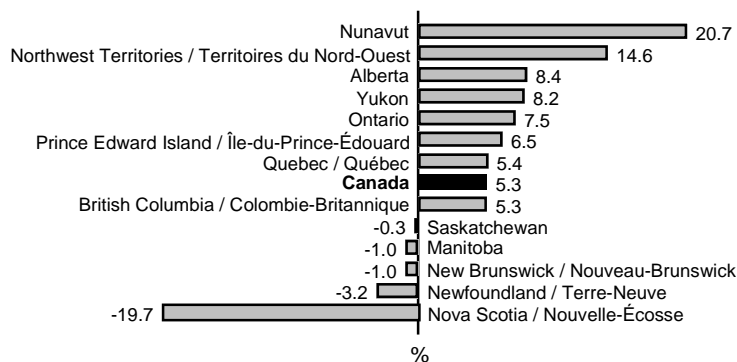 Nunavut 20.7
Northwest Territories / Territoires du Nord-Ouest 14.6
Alberta 8.4
Yukon 8.2
Ontario 7.5
Prince Edward Island / Île-du-Prince-Édouard 6.5
Quebec / Québec 5.4
Canada 5.3
British Columbia / Colombie-Britannique 5.3
-0.3 Saskatchewan
-1.0 Manitoba
-1.0 New Brunswick / Nouveau-Brunswick
-3.2 Newfoundland / Terre-Neuve
-19.7 Nova Scotia / Nouvelle-Écosse
%